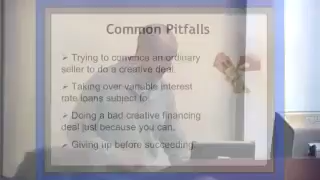 Common Pitfalls
➢ Trying to convince an ordinary
seller to do a creative deal.
➢ Taking over variable interest
rate loans subject to
➢ Doing a bad creative financing
deal just because you can.
➢ Giving up before succeeding